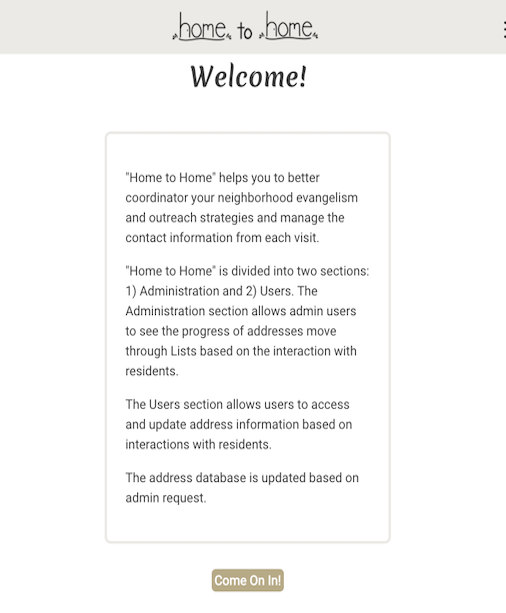 home to home
Welcome!
"Home to Home" helps you to better
coordinator your neighborhood evangelism
and outreach strategies and manage the
contact information from each visit.
"Home to Home" is divided into two sections:
1) Administration and 2) Users. The
Administration section allows admin users
to see the progress of addresses move
through Lists based on the interaction with
residents.
The Users section allows users to access
and update address information based on
interactions with residents.
The address database is updated based on
admin request.
Come On In!